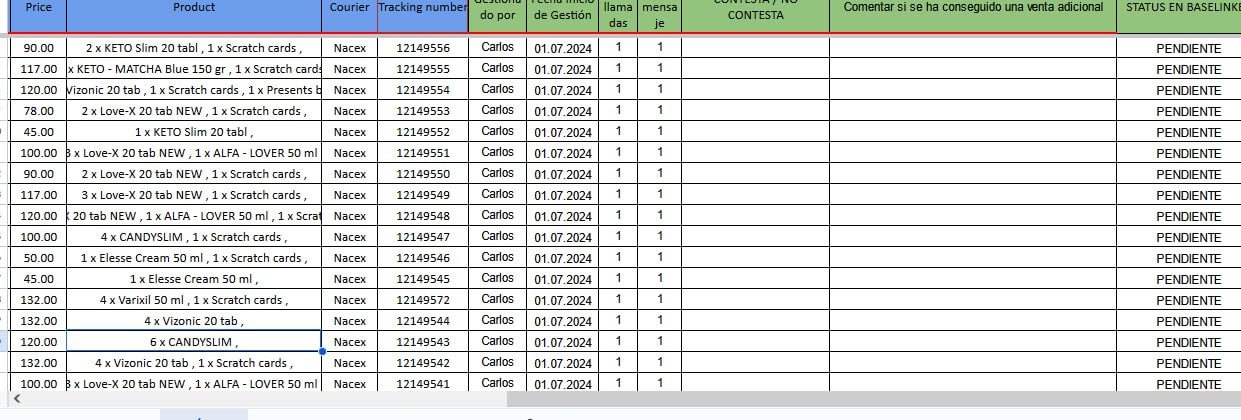 Price Product Courier Tracking number Gestiona do por Fecha Inicio de Gestión llama das mensa je CONTESTA / NO CONTESTA Comentar si se ha conseguido una venta adicional STATUS EN BASELINKE
90.00 2 x KETO Slim 20 tabl , 1 x Scratch cards , Nacex 12149556 Carlos 01.07.2024 1 1 PENDIENTE
117.00 x KETO - MATCHA Blue 150 gr , 1 x Scratch cards Nacex 12149555 Carlos 01.07.2024 1 1 PENDIENTE
120.00 Vizonic 20 tab , 1 x Scratch cards , 1 x Presents b Nacex 12149554 Carlos 01.07.2024 1 1 PENDIENTE
78.00 2 x Love-X 20 tab NEW , 1 x Scratch cards , Nacex 12149553 Carlos 01.07.2024 1 1 PENDIENTE
45.00 1 x KETO Slim 20 tabl , Nacex 12149552 Carlos 01.07.2024 1 1 PENDIENTE
100.00 3 x Love-X 20 tab NEW , 1 x ALFA - LOVER 50 ml Nacex 12149551 Carlos 01.07.2024 1 1 PENDIENTE
90.00 2 x Love-X 20 tab NEW , 1 x Scratch cards , Nacex 12149550 Carlos 01.07.2024 1 1 PENDIENTE
117.00 3 x Love-X 20 tab NEW , 1 x Scratch cards , Nacex 12149549 Carlos 01.07.2024 1 1 PENDIENTE
120.00 20 tab NEW , 1 x ALFA - LOVER 50 ml , 1 x Scrat Nacex 12149548 Carlos 01.07.2024 1 1 PENDIENTE
100.00 4 x CANDYSLIM , 1 x Scratch cards , Nacex 12149547 Carlos 01.07.2024 1 1 PENDIENTE
50.00 1 x Elesse Cream 50 ml , 1 x Scratch cards , Nacex 12149546 Carlos 01.07.2024 1 1 PENDIENTE
45.00 1 x Elesse Cream 50 ml , Nacex 12149545 Carlos 01.07.2024 1 1 PENDIENTE
132.00 4 x Varixil 50 ml , 1 x Scratch cards , Nacex 12149572 Carlos 01.07.2024 1 1 PENDIENTE
132.00 4 x Vizonic 20 tab , Nacex 12149544 Carlos 01.07.2024 1 1 PENDIENTE
120.00 6 x CANDYSLIM , Nacex 12149543 Carlos 01.07.2024 1 1 PENDIENTE
132.00 4 x Vizonic 20 tab , 1 x Scratch cards , Nacex 12149542 Carlos 01.07.2024 1 1 PENDIENTE
100.00 3 x Love-X 20 tab NEW , 1 x ALFA - LOVER 50 ml Nacex 12149541 Carlos 01.07.2024 1 1 PENDIENTE